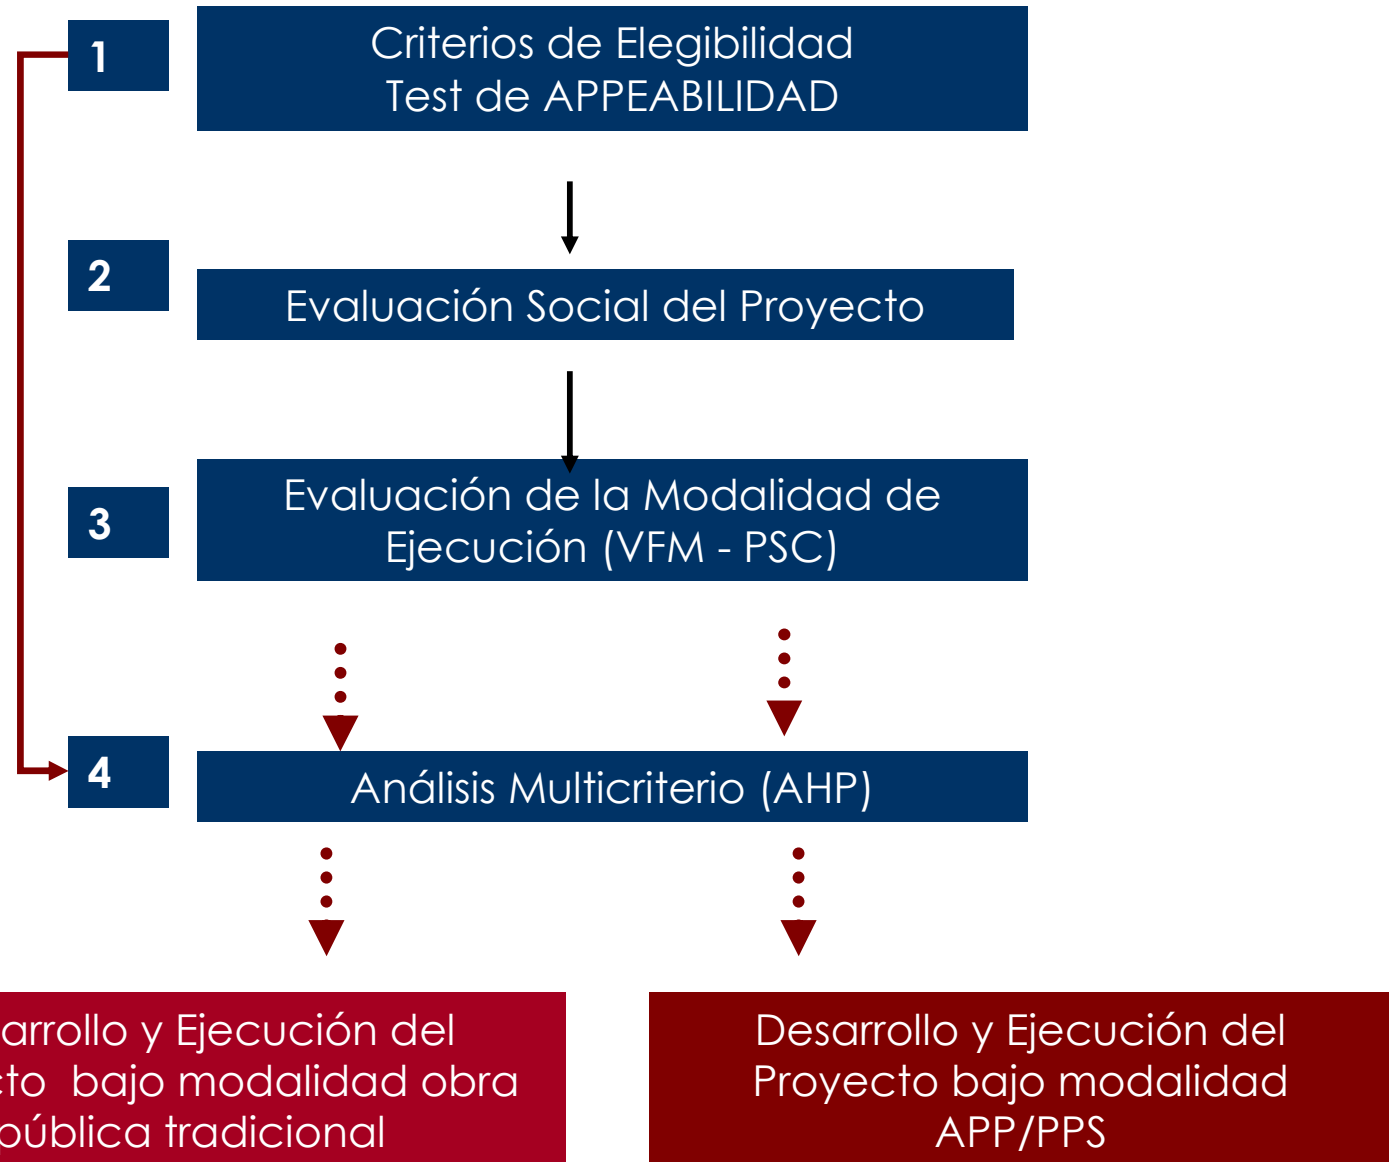 1
Criterios de Elegibilidad
Test de APPEABILIDAD
2
Evaluación Social del Proyecto
3
Evaluación de la Modalidad de
Ejecución (VFM - PSC)
4
Análisis Multicriterio (AHP)
arrollo y Ejecución del
cto bajo modalidad obra
pública tradicional
Desarrollo y Ejecución del
Proyecto bajo modalidad
APP/PPS